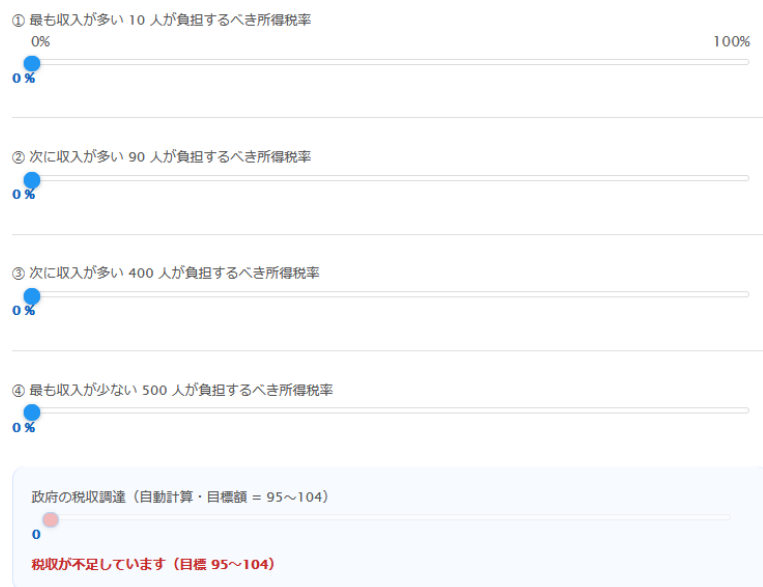 ① 最も収入が多い 10 人が負担するべき所得税率
0% 100%
0 %
② 次に収入が多い 90 人が負担するべき所得税率
0 %
③ 次に収入が多い 400 人が負担するべき所得税率
0 %
④ 最も収入が少ない 500 人が負担するべき所得税率
0 %
政府の税収調達（自動計算・目標額 = 95～104）
0
税収が不足しています（目標 95～104）